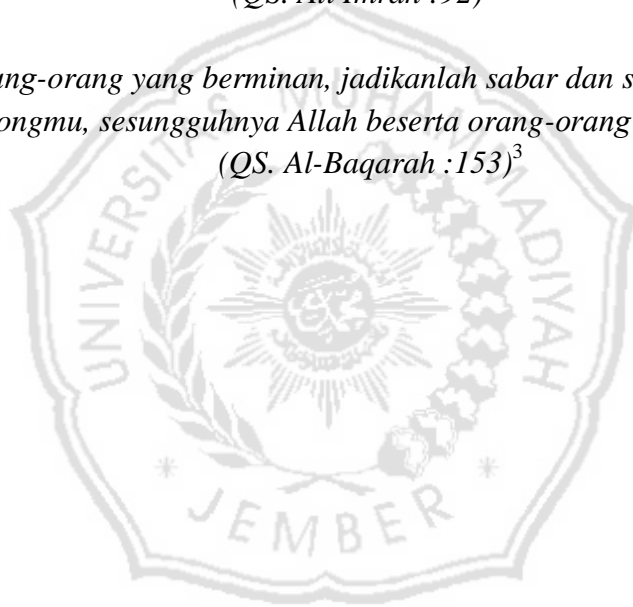 (QS. Ali Imran :92)
ang-orang yang berminan, jadikanlah sabar dan s
ongmu, sesungguhnya Allah beserta orang-orang
(QS. Al-Baqarah :153)3
UNIVERSITAS MUHAMMADIYAH
JEMBER